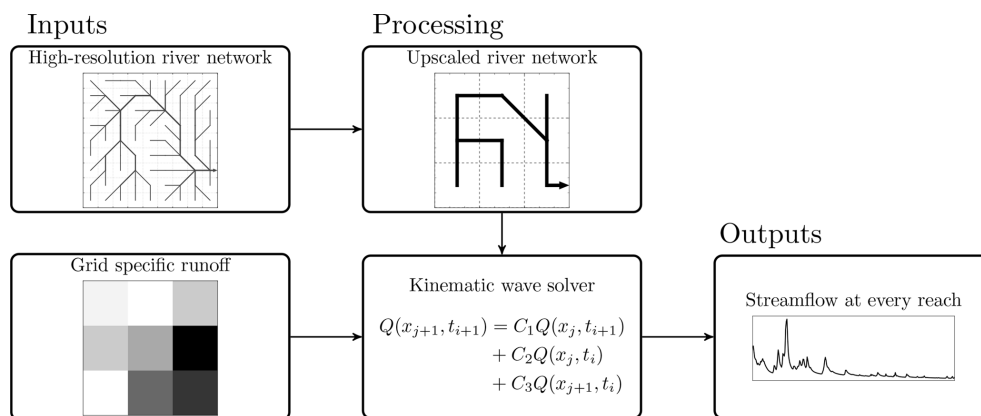 Inputs
High-resolution river network
Processing
Upscaled river network
Grid specific runoff
Kinematic wave solver
Q(x_{j+1}, t_{i+1}) = C_1Q(x_j, t_{i+1})
+ C_2Q(x_j, t_i)
+ C_3Q(x_{j+1}, t_i)
Outputs
Streamflow at every reach